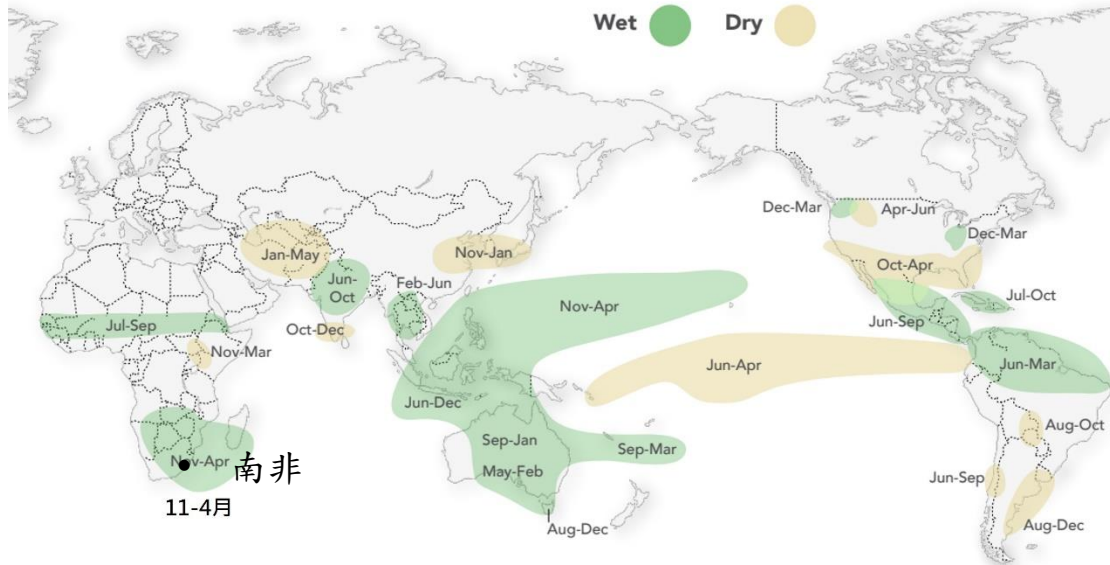 Wet
Dry
Dec-Mar
Apr-Jun
Dec-Mar
Jan-May
Nov-Jan
Oct-Apr
Jun-
Oct
Feb-Jun
Nov-Apr
Jul-Oct
Jul-Sep
Oct-Dec
Jun-Sep
Nov-Mar
Jun-Apr
Jun-Mar
Jun-Dec
Aug-Oct
Sep-Jan
Sep-Mar
Nov-Apr
南非
May-Feb
Jun-Sep
11-4月
Aug-Dec
Aug-Dec